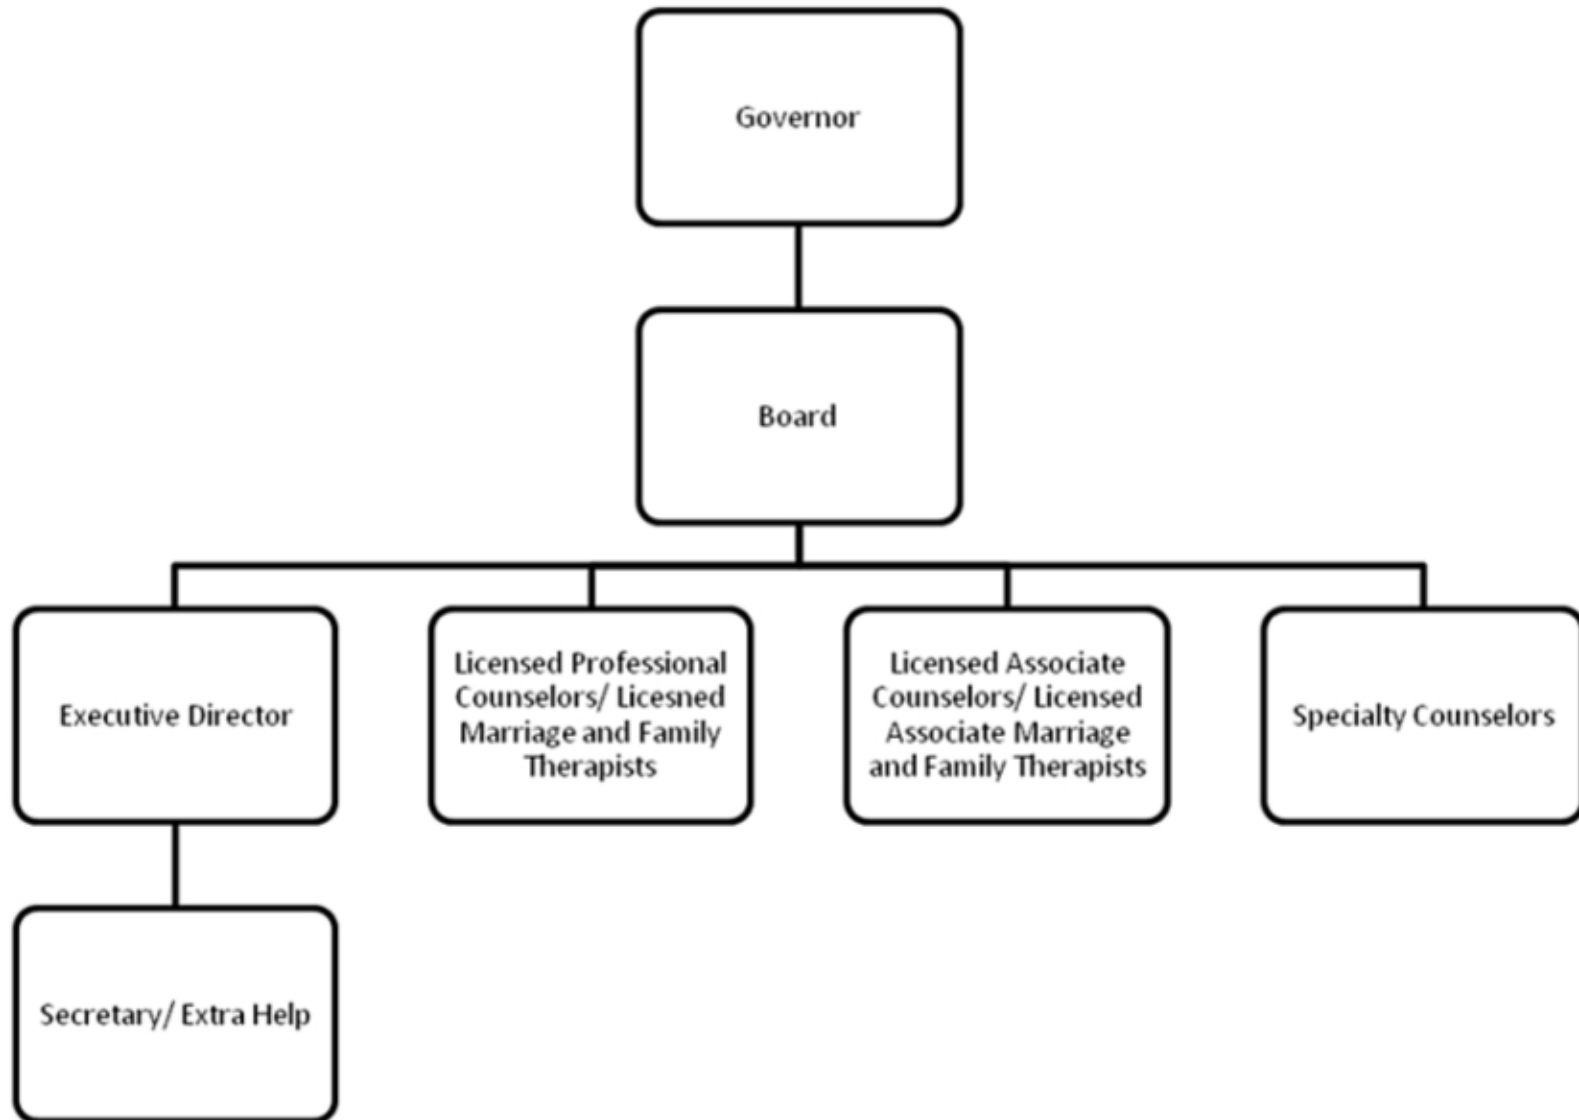 Governor
Board
Executive Director
Licensed Professional
Counselors/ Licesned
Marriage and Family
Therapists
Licensed Associate
Counselors/ Licensed
Associate Marriage
and Family Therapists
Specialty Counselors
Secretary/ Extra Help